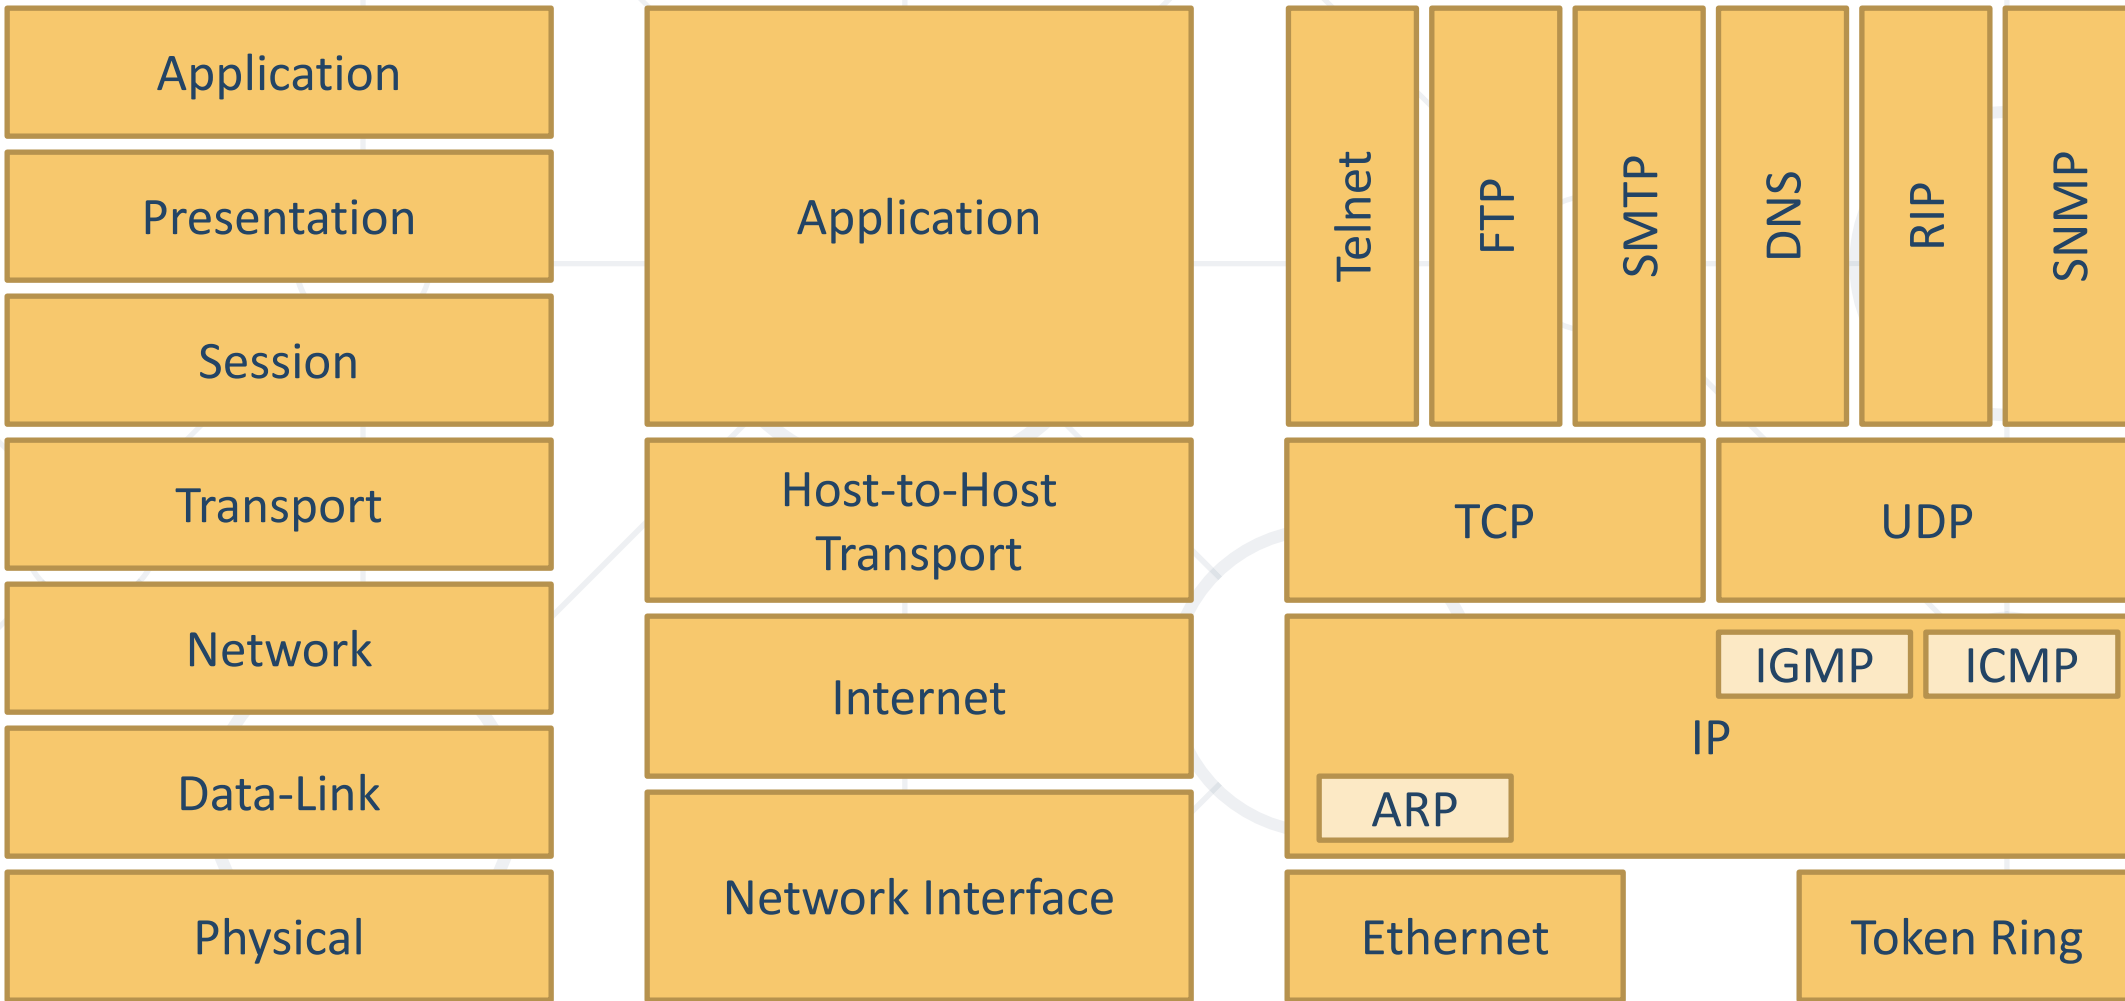 Application
Presentation
Session
Transport
Network
Data-Link
Physical
Application
Host-to-Host
Transport
Internet
Network Interface
Telnet
FTP
SMTP
DNS
RIP
SNMP
TCP
UDP
IGMP
ICMP
IP
ARP
Ethernet
Token Ring